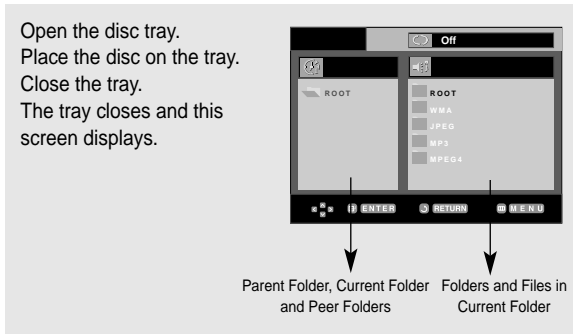 Open the disc tray.
Place the disc on the tray.
Close the tray.
The tray closes and this
screen displays.
Off
ROOT
ROOT
WMA
JPEG
MP3
MPEG4
ENTER RETURN MENU
Parent Folder, Current Folder
and Peer Folders
Folders and Files in
Current Folder